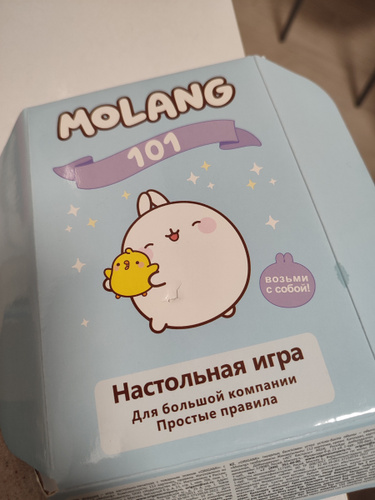 MOLANG
101
ВОЗЬМИ
С СОБОЙ!
Настольная игра
Для большой компании
Простые правила